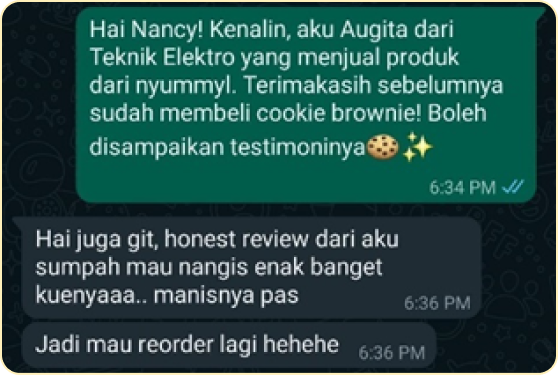 Hai Nancy! Kenalin, aku Augita dari
Teknik Elektro yang menjual produk
dari nyummyl. Terimakasih sebelumnya
sudah membeli cookie brownie! Boleh
disampaikan testimoninya🍪✨
6:34 PM
Hai juga git, honest review dari aku
sumpah mau nangis enak banget
kuenyaaa.. manisnya pas
6:36 PM
Jadi mau reorder lagi hehehe
6:36 PM